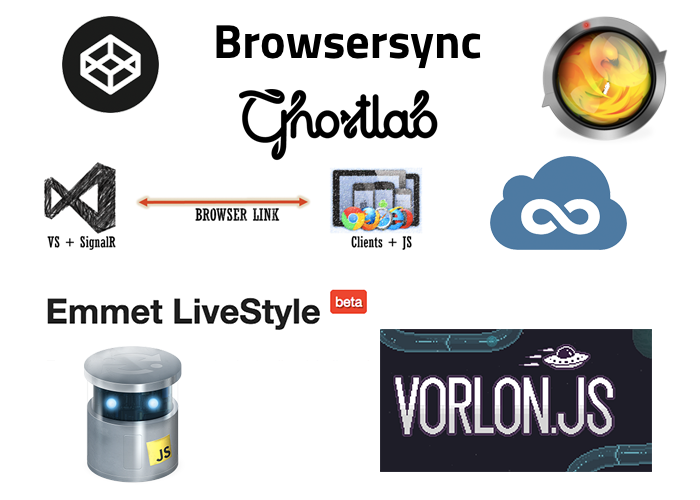 Browsersync
Ghostlab
BROWSER LINK
VS + SignalR
Clients + JS
Emmet LiveStyle beta
JS
VORLON.JS